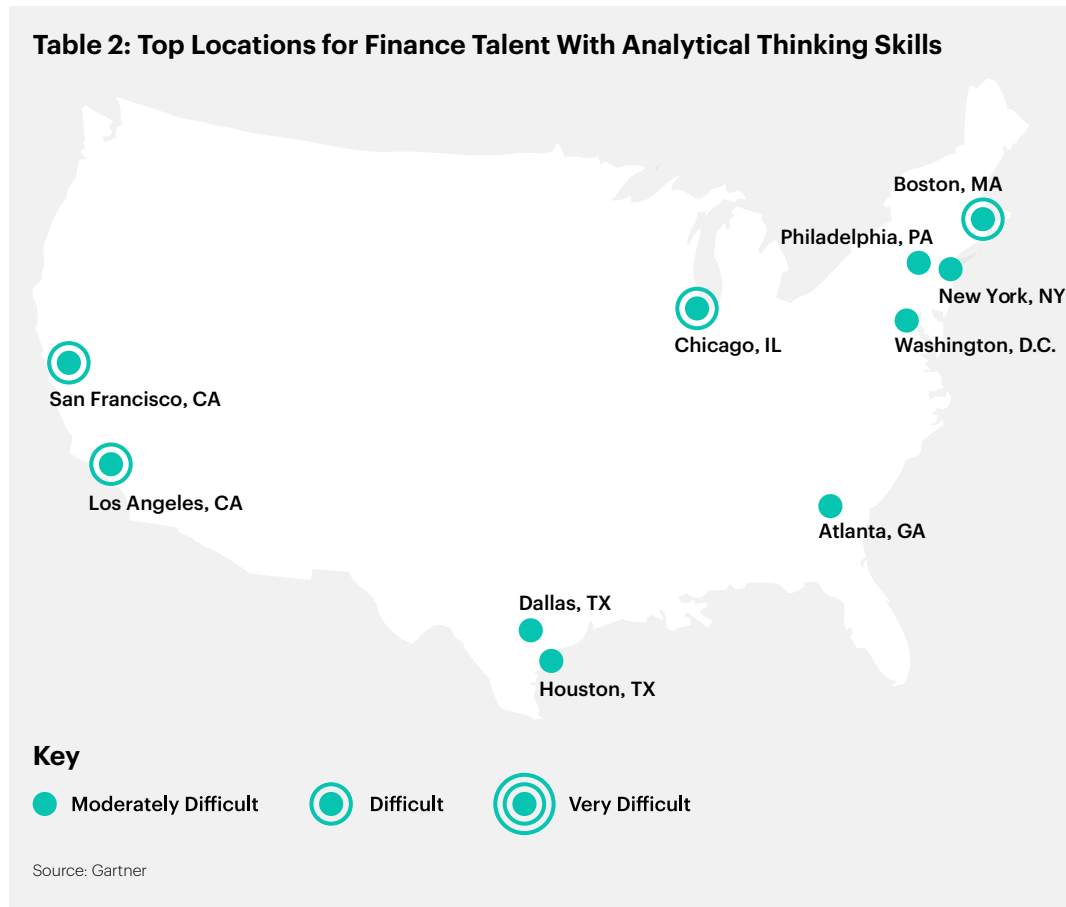 Table 2: Top Locations for Finance Talent With Analytical Thinking Skills
Boston, MA
Philadelphia, PA
New York, NY
Washington, D.C.
Chicago, IL
San Francisco, CA
Los Angeles, CA
Atlanta, GA
Dallas, TX
Houston, TX
Key
Moderately Difficult
Difficult
Very Difficult
Source: Gartner